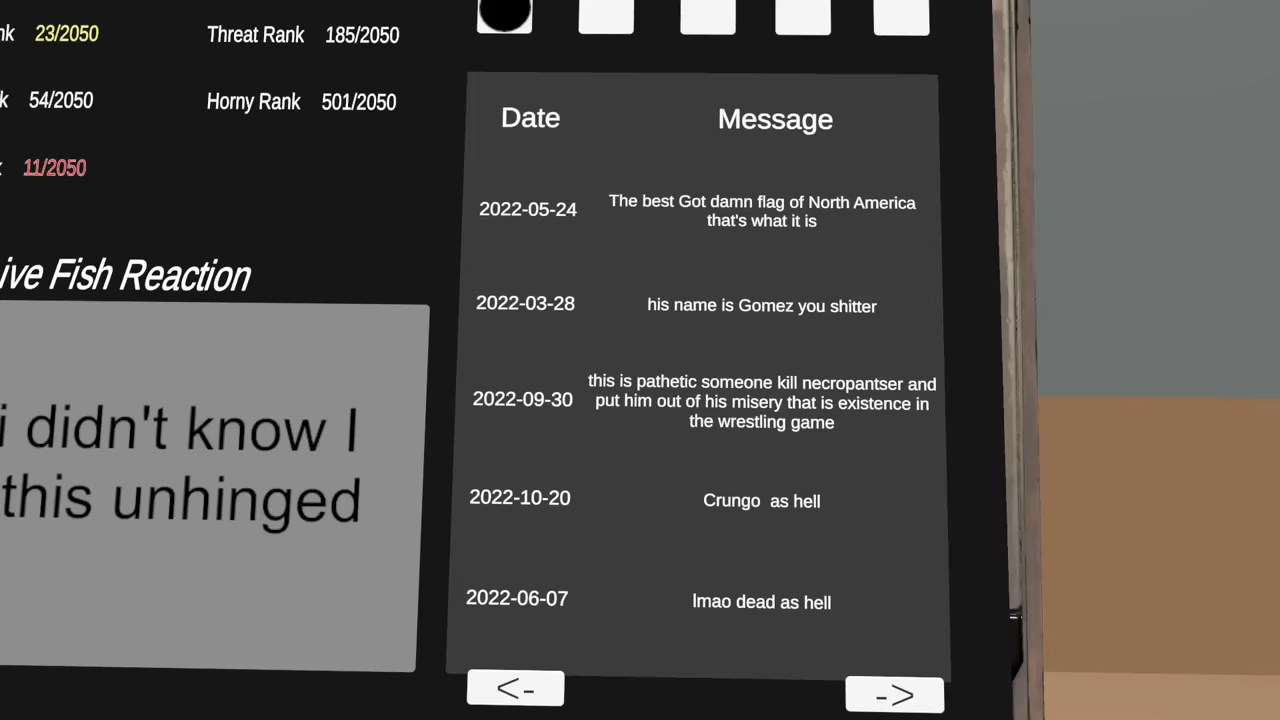 23/2050
Threat Rank 185/2050
54/2050
Horny Rank 501/2050
11/2050
Date Message
2022-05-24 The best Got damn flag of North America
that's what it is
2022-03-28 his name is Gomez you shitter
this is pathetic someone kill necropantser and
2022-09-30 put him out of his misery that is existence in
the wrestling game
2022-10-20 Crungo as hell
2022-06-07 lmao dead as hell
<- ->
Fish Reaction
i didn't know I
this unhinged